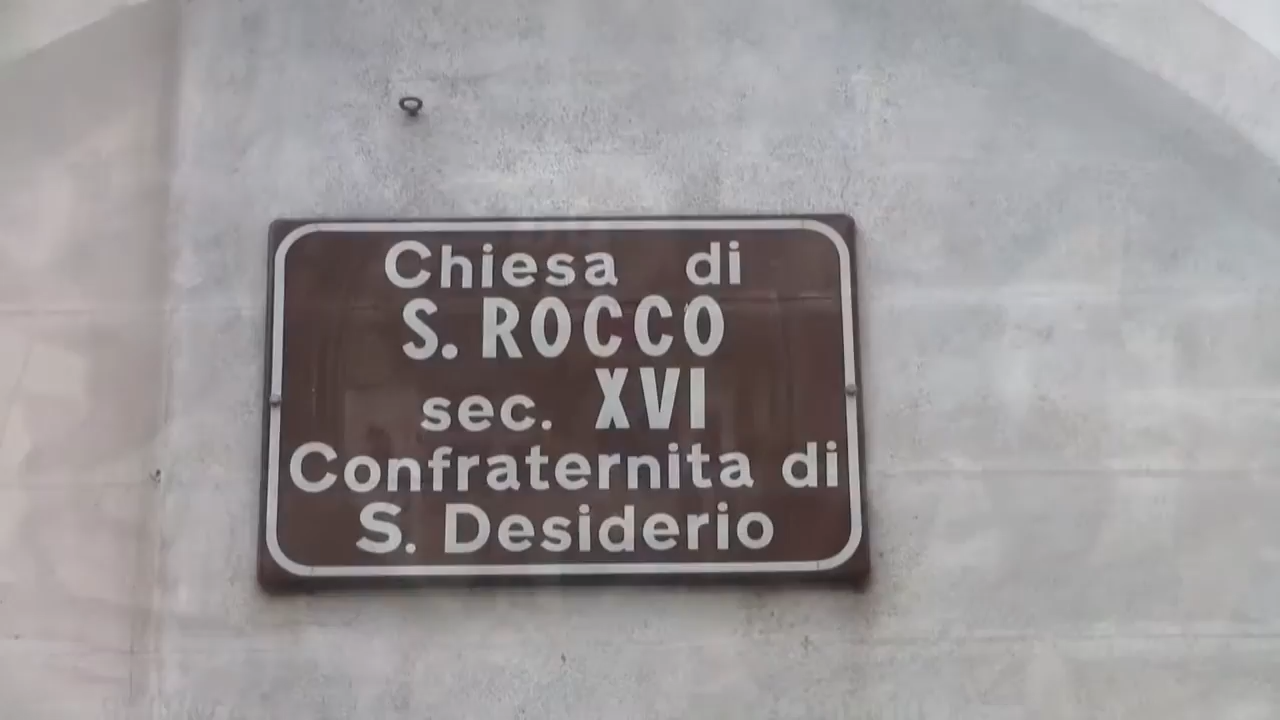 Chiesa di
S. ROCCO
sec. XVI
Confraternita di
S. Desiderio